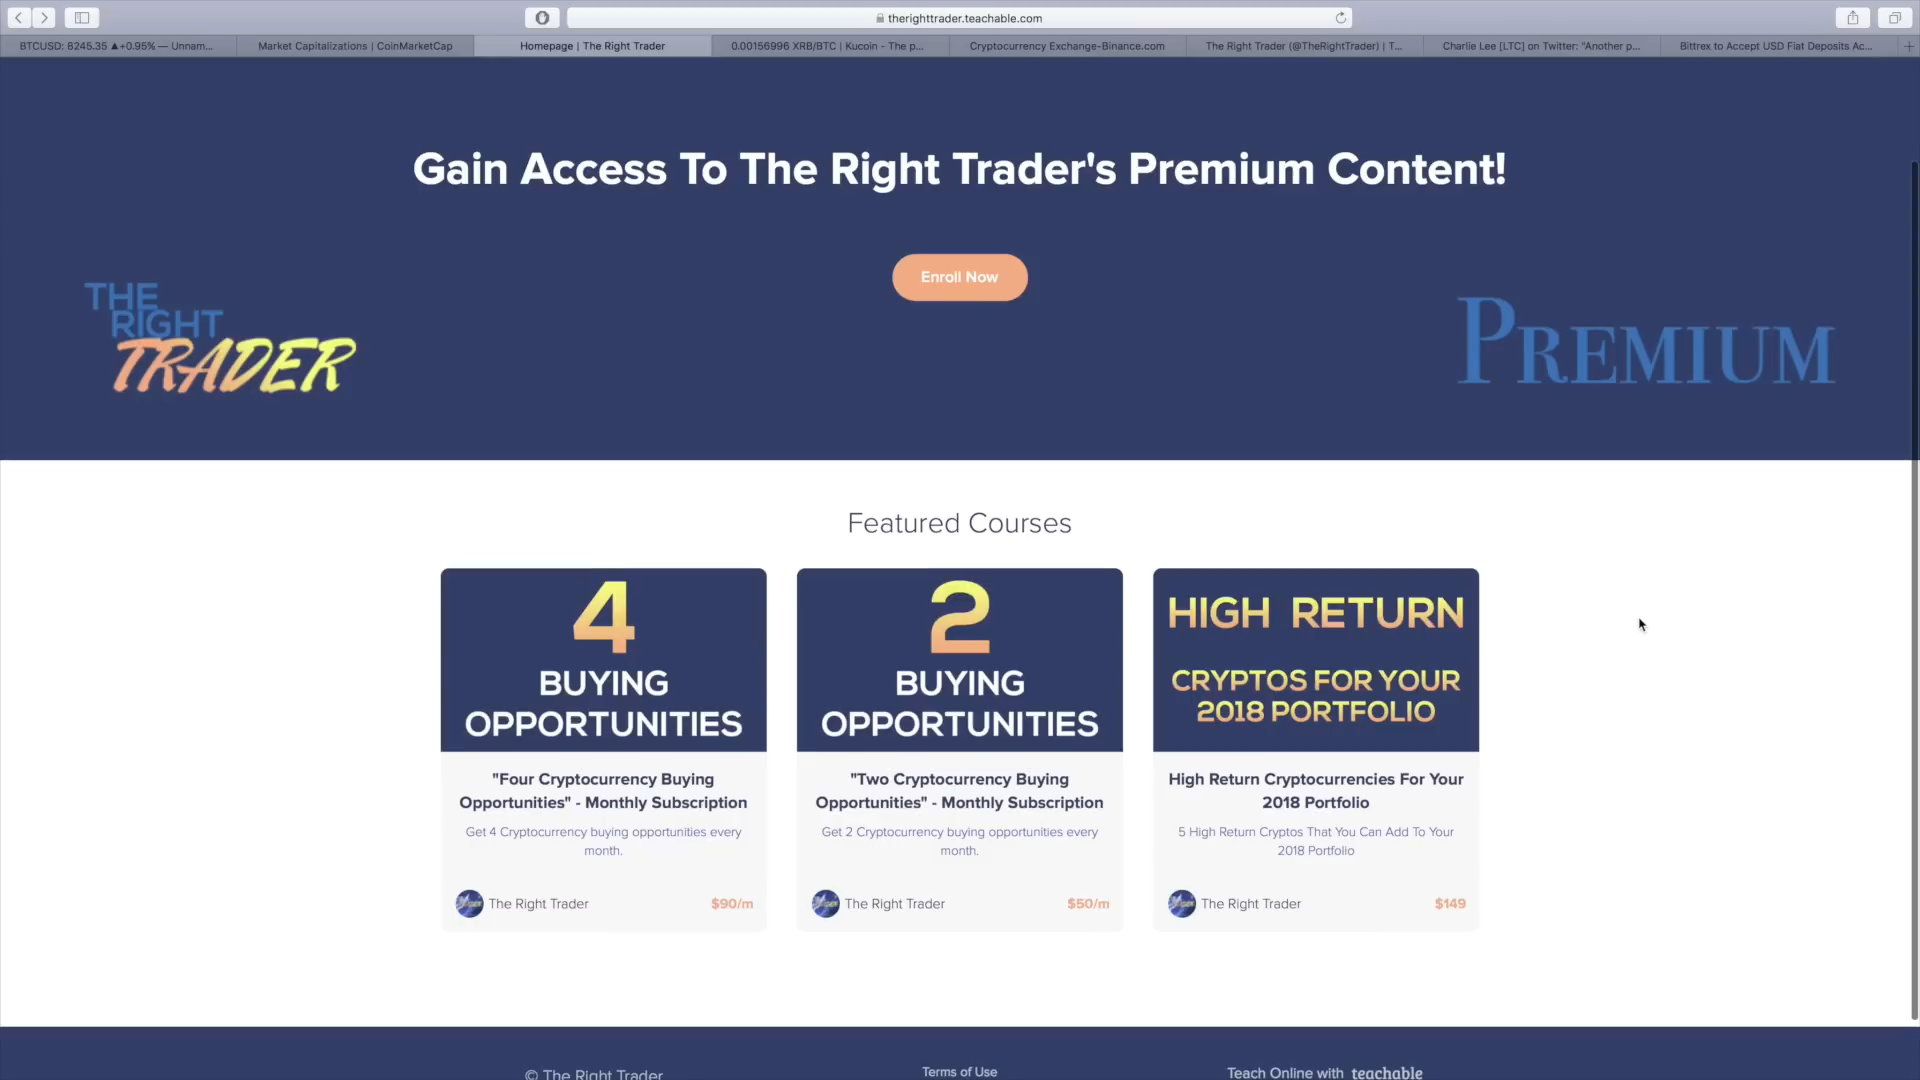 therighttrader.teachable.com
BTCUSD: 8245.35 ▲+0.95% — Unnam...
Market Capitalizations | CoinMarketCap
Homepage | The Right Trader
0.00156996 XRB/BTC | Kucoin - The p...
Cryptocurrency Exchange-Binance.com
The Right Trader (@TheRightTrader) | T...
Charlie Lee [LTC] on Twitter: "Another p...
Bittrex to Accept USD Fiat Deposits Ac...
Gain Access To The Right Trader's Premium Content!
Enroll Now
THE
RIGHT
TRADER
PREMIUM
Featured Courses
4
BUYING
OPPORTUNITIES
"Four Cryptocurrency Buying
Opportunities" - Monthly Subscription
Get 4 Cryptocurrency buying opportunities every
month.
The Right Trader $90/m
2
BUYING
OPPORTUNITIES
"Two Cryptocurrency Buying
Opportunities" - Monthly Subscription
Get 2 Cryptocurrency buying opportunities every
month.
The Right Trader $50/m
HIGH RETURN
CRYPTOS FOR YOUR
2018 PORTFOLIO
High Return Cryptocurrencies For Your
2018 Portfolio
5 High Return Cryptos That You Can Add To Your
2018 Portfolio
The Right Trader $149
© The Right Trader
Terms of Use
Teach Online with teachable